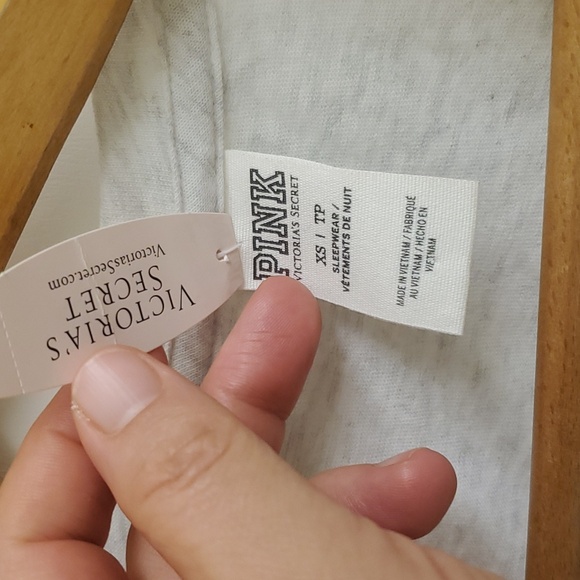 PINK
VICTORIA'S SECRET
XS | TP
SLEEPWEAR /
VÊTEMENTS DE NUIT
MADE IN VIETNAM / FABRIQUÉ
AU VIETNAM / HECHO EN
VIETNAM
VICTORIA'S
SECRET
VictoriasSecret.com